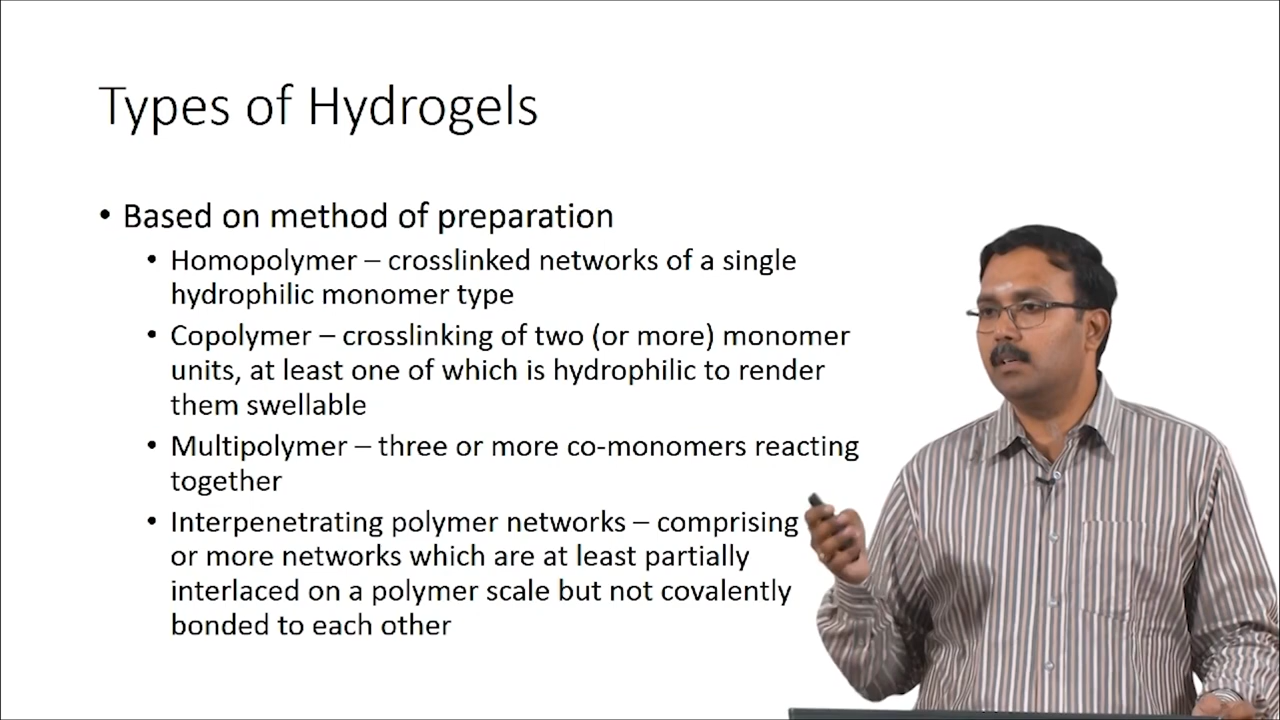 Types of Hydrogels
• Based on method of preparation
• Homopolymer – crosslinked networks of a single
hydrophilic monomer type
• Copolymer – crosslinking of two (or more) monomer
units, at least one of which is hydrophilic to render
them swellable
• Multipolymer – three or more co-monomers reacting
together
• Interpenetrating polymer networks – comprising
or more networks which are at least partially
interlaced on a polymer scale but not covalently
bonded to each other